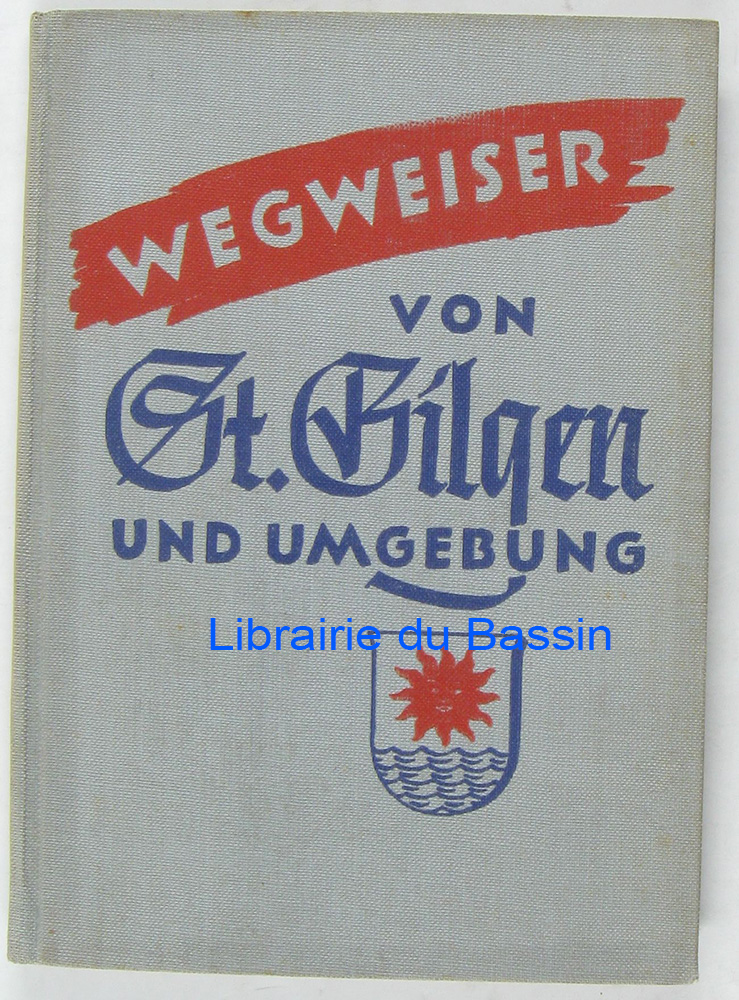 WEGWEISER
VON
St. Gilgen
UND UMGEBUNG
Librairie du Bassin